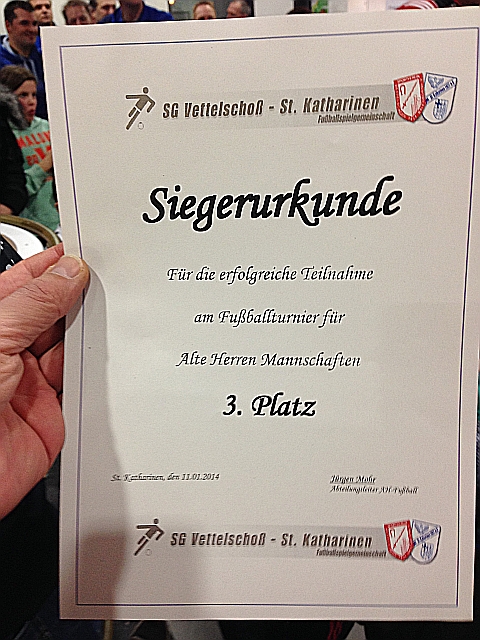 SG Vettelschoß - St. Katharinen
Fußballspielgemeinschaft
Siegerurkunde
Für die erfolgreiche Teilnahme
am Fußballturnier für
Alte Herren Mannschaften
3. Platz
St. Katharinen, den 11.01.2014
Jürgen Mohr
Abteilungsleiter AH-Fußball
SG Vettelschoß - St. Katharinen
Fußballspielgemeinschaft